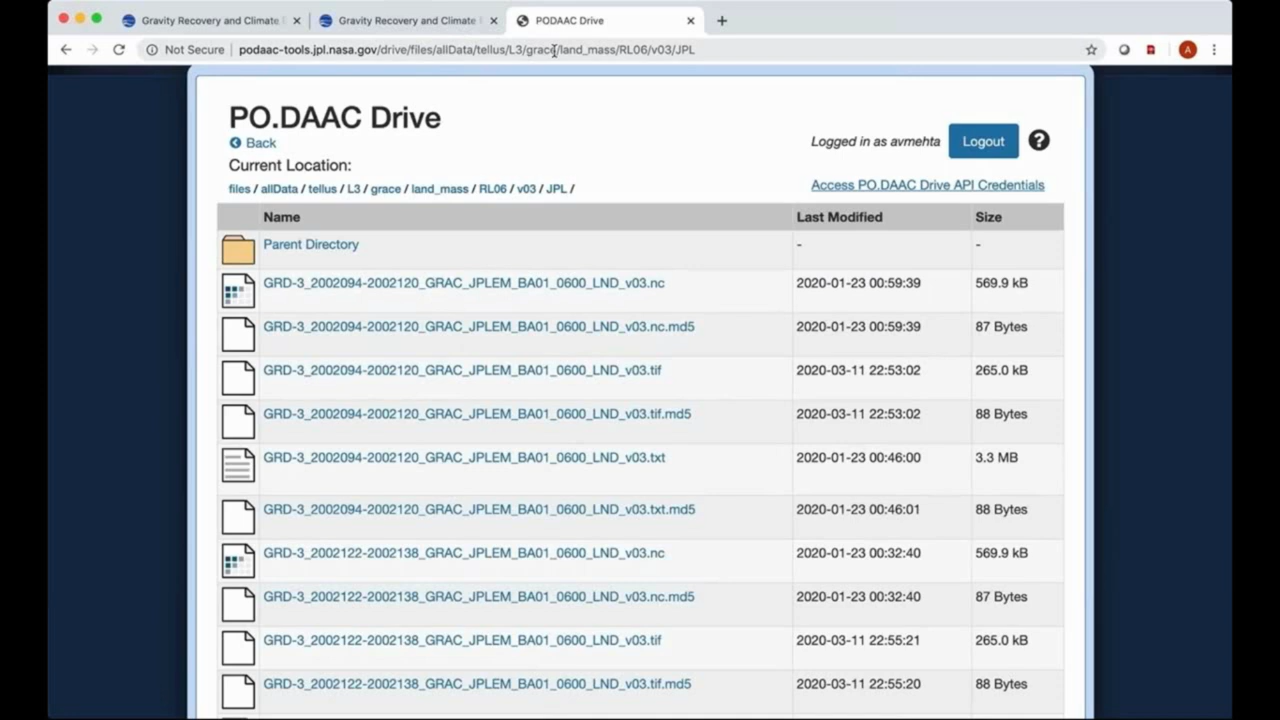 Gravity Recovery and Climate
Gravity Recovery and Climate
PODAAC Drive
Not Secure
podaac-tools.jpl.nasa.gov/drive/files/allData/tellus/L3/grace/land_mass/RL06/v03/JPL
A
PO.DAAC Drive
Back
Logged in as avmehta
Logout
?
Current Location:
files / allData / tellus / L3 / grace / land_mass / RL06 / v03 / JPL /
Access PO.DAAC Drive API Credentials
Name Last Modified Size
Parent Directory - -
GRD-3_2002094-2002120_GRAC_JPLEM_BA01_0600_LND_v03.nc 2020-01-23 00:59:39 569.9 kB
GRD-3_2002094-2002120_GRAC_JPLEM_BA01_0600_LND_v03.nc.md5 2020-01-23 00:59:39 87 Bytes
GRD-3_2002094-2002120_GRAC_JPLEM_BA01_0600_LND_v03.tif 2020-03-11 22:53:02 265.0 kB
GRD-3_2002094-2002120_GRAC_JPLEM_BA01_0600_LND_v03.tif.md5 2020-03-11 22:53:02 88 Bytes
GRD-3_2002094-2002120_GRAC_JPLEM_BA01_0600_LND_v03.txt 2020-01-23 00:46:00 3.3 MB
GRD-3_2002094-2002120_GRAC_JPLEM_BA01_0600_LND_v03.txt.md5 2020-01-23 00:46:01 88 Bytes
GRD-3_2002122-2002138_GRAC_JPLEM_BA01_0600_LND_v03.nc 2020-01-23 00:32:40 569.9 kB
GRD-3_2002122-2002138_GRAC_JPLEM_BA01_0600_LND_v03.nc.md5 2020-01-23 00:32:40 87 Bytes
GRD-3_2002122-2002138_GRAC_JPLEM_BA01_0600_LND_v03.tif 2020-03-11 22:55:21 265.0 kB
GRD-3_2002122-2002138_GRAC_JPLEM_BA01_0600_LND_v03.tif.md5 2020-03-11 22:55:20 88 Bytes